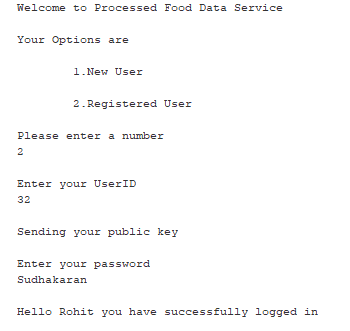 Welcome to Processed Food Data Service
Your Options are
1.New User
2.Registered User
Please enter a number
2
Enter your UserID
32
Sending your public key
Enter your password
Sudhakaran
Hello Rohit you have successfully logged in